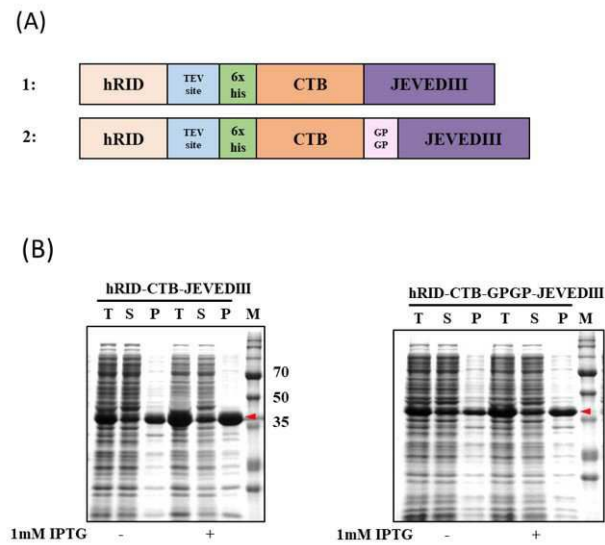 (A)
1: hRID TEV site 6x his CTB JEVEDIII
2: hRID TEV site 6x his CTB GP GP JEVEDIII
(B)
hRID-CTB-JEVEDIII
T S P T S P M
70
50
35
1mM IPTG - +
hRID-CTB-GPGP-JEVEDIII
T S P T S P M
1mM IPTG - +